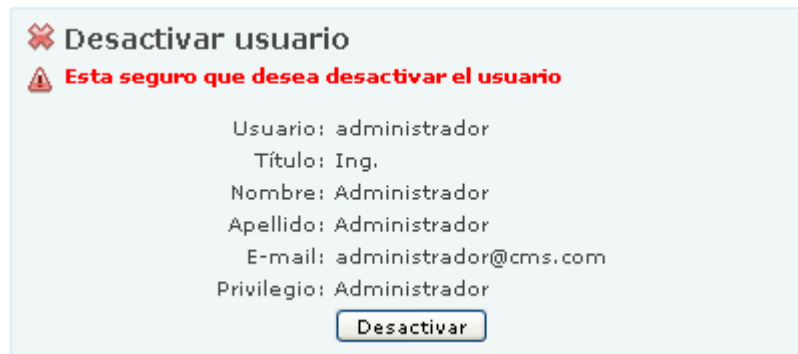 Desactivar usuario
Esta seguro que desea desactivar el usuario
Usuario: administrador
Título: Ing.
Nombre: Administrador
Apellido: Administrador
E-mail: administrador@cms.com
Privilegio: Administrador
Desactivar